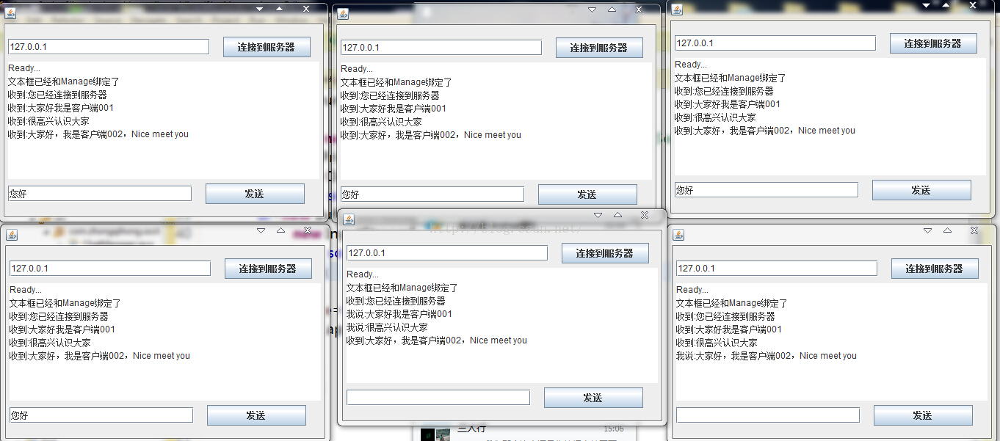 127.0.0.1
连接到服务器
Ready...
文本框已经和Manage绑定了
收到:您已经连接到服务器
收到:大家好我是客户端001
收到:很高兴认识大家
收到:大家好，我是客户端002，Nice meet you
您好
发送
127.0.0.1
连接到服务器
Ready...
文本框已经和Manage绑定了
收到:您已经连接到服务器
收到:大家好我是客户端001
收到:很高兴认识大家
收到:大家好，我是客户端002，Nice meet you
您好
发送
127.0.0.1
连接到服务器
Ready...
文本框已经和Manage绑定了
收到:您已经连接到服务器
收到:大家好我是客户端001
收到:很高兴认识大家
收到:大家好，我是客户端002，Nice meet you
您好
发送
127.0.0.1
连接到服务器
Ready...
文本框已经和Manage绑定了
收到:您已经连接到服务器
收到:大家好我是客户端001
收到:很高兴认识大家
收到:大家好，我是客户端002，Nice meet you
您好
发送
127.0.0.1
连接到服务器
Ready...
文本框已经和Manage绑定了
收到:您已经连接到服务器
我说:大家好我是客户端001
我说:很高兴认识大家
收到:大家好，我是客户端002，Nice meet you
发送
127.0.0.1
连接到服务器
Ready...
文本框已经和Manage绑定了
收到:您已经连接到服务器
收到:大家好我是客户端001
收到:很高兴认识大家
我说:大家好，我是客户端002，Nice meet you
发送
三人行
15:06